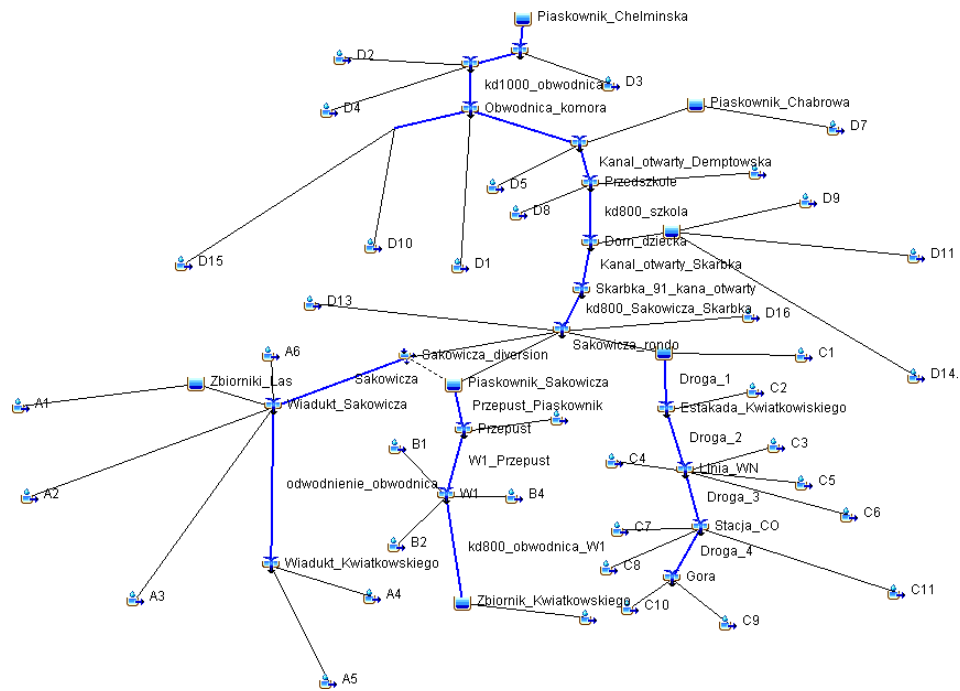 Piaskownik_Chelminska
D2
D3
kd1000_obwodnica
D4
Obwodnica_komora
Piaskownik_Chabrowa
D7
Kanal_otwarty_Demptowska
D5
Przedszkole
D9
D8
kd800_szkola
D15
D10
D1
Dom_dziecka
D11
Kanal_otwarty_Skarbka
Skarbka_91_kana_otwarty
D13
kd800_Sakowicza_Skarbka
D16
Sakowicza_rondo
A6
Sakowicza_diversion
C1
Zbiorniki_Las
Sakowicza
Piaskownik_Sakowicza
Droga_1
D14.
C2
A1
Wiadukt_Sakowicza
Przepust_Piaskownik
Estakada_Kwiatkowiskiego
Przepust
B1
Droga_2
C3
W1_Przepust
C4
Linia_WN
odwodnienie_obwodnica
C5
A2
W1
B4
Droga_3
C6
C7
Stacja_CO
B2
kd800_obwodnica_W1
Droga_4
Wiadukt_Kwiatkowskiego
C8
Gora
C11
A3
A4
Zbiornik_Kwiatkowskiego
C10
C9
A5